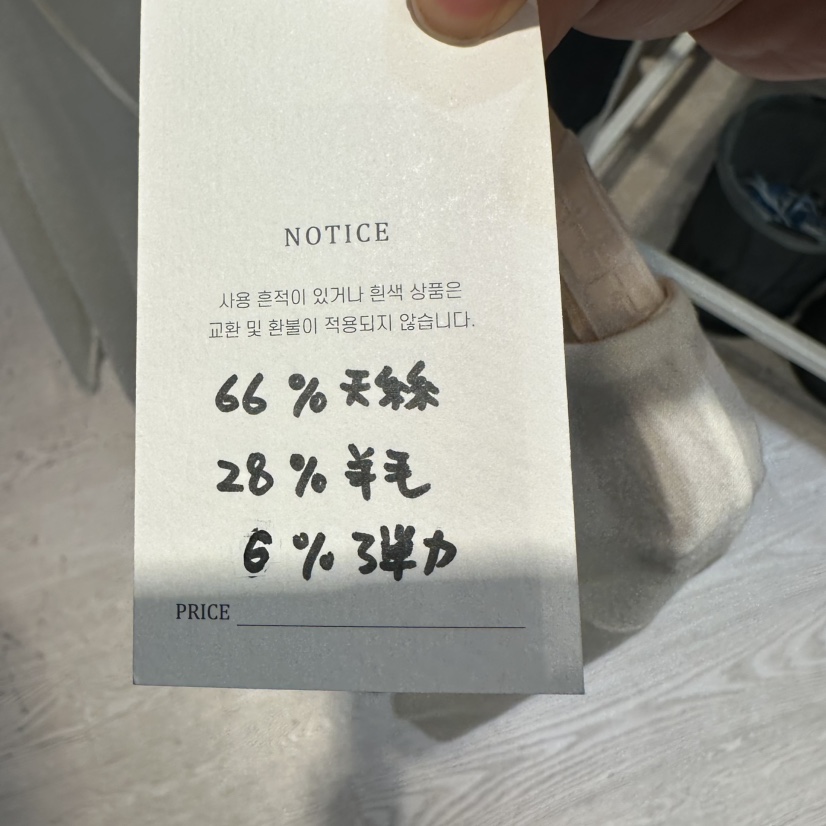 NOTICE
사용 흔적이 있거나 흰색 상품은
교환 및 환불이 적용되지 않습니다.
66 % 天絲
28 % 羊毛
6 % 弹力
PRICE